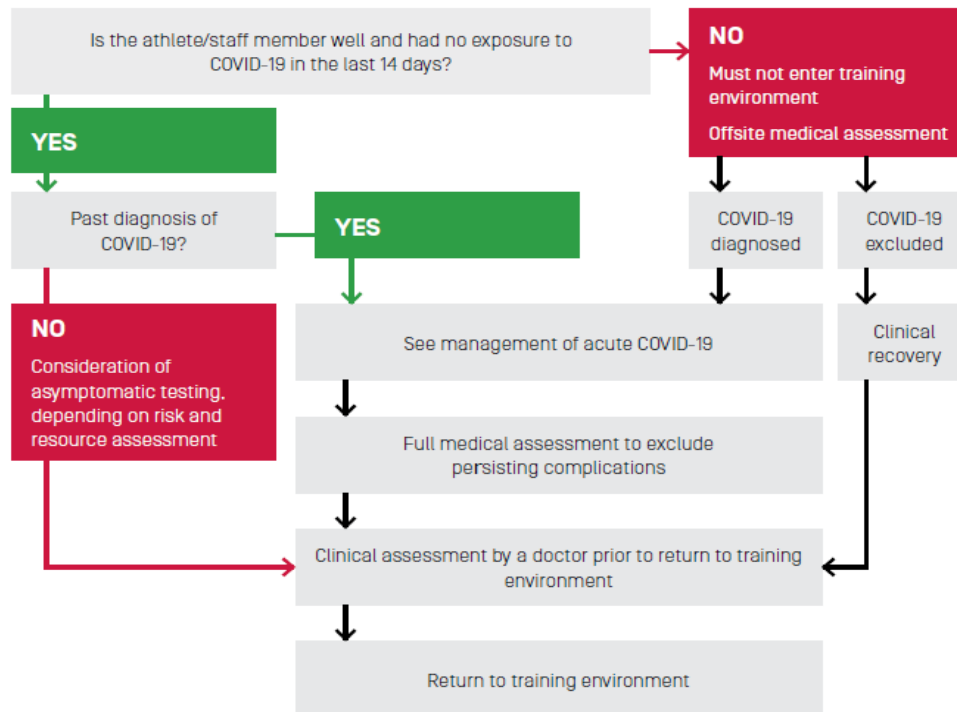 Is the athlete/staff member well and had no exposure to
COVID-19 in the last 14 days?
NO
Must not enter training
environment
Offsite medical assessment
YES
Past diagnosis of
COVID-19?
YES
COVID-19
diagnosed
COVID-19
excluded
NO
Consideration of
asymptomatic testing,
depending on risk and
resource assessment
See management of acute COVID-19
Clinical
recovery
Full medical assessment to exclude
persisting complications
Clinical assessment by a doctor prior to return to training
environment
Return to training environment